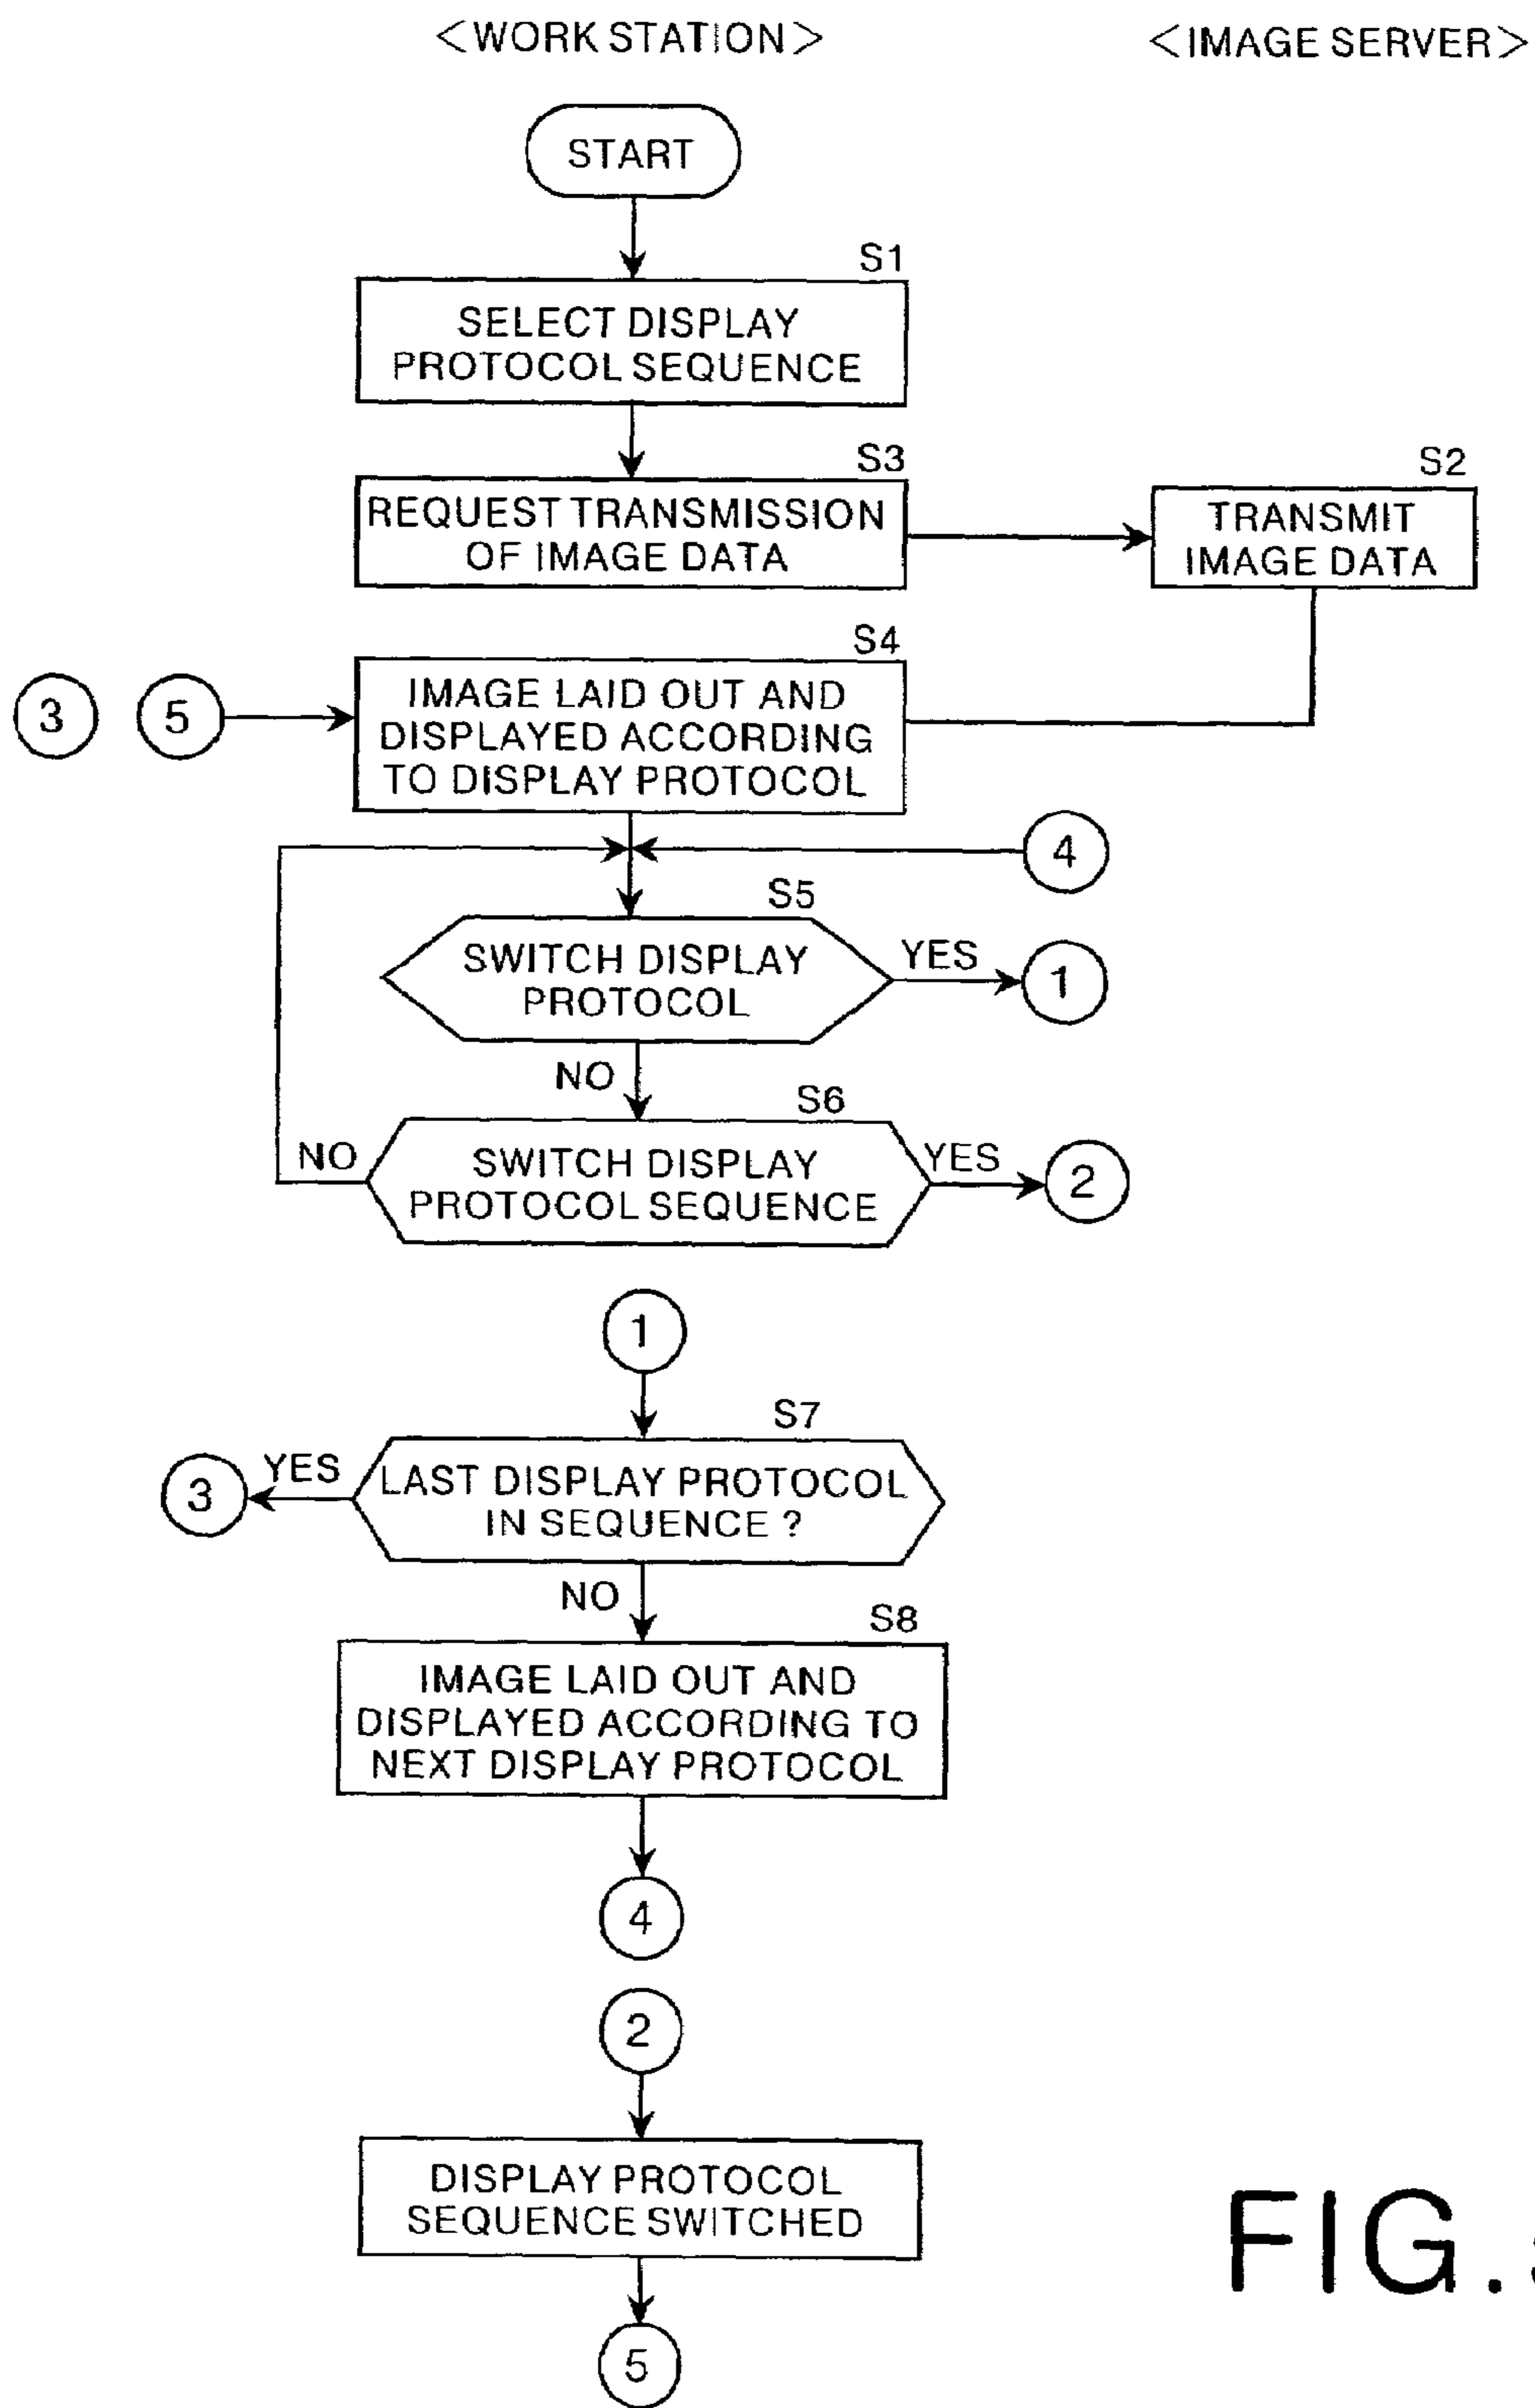 <WORK STATION>
<IMAGE SERVER>
START
S1
SELECT DISPLAY
PROTOCOL SEQUENCE
S3
REQUEST TRANSMISSION
OF IMAGE DATA
S2
TRANSMIT
IMAGE DATA
S4
3
5
IMAGE LAID OUT AND
DISPLAYED ACCORDING
TO DISPLAY PROTOCOL
4
S5
SWITCH DISPLAY
PROTOCOL
YES
1
NO
S6
NO
SWITCH DISPLAY
PROTOCOL SEQUENCE
YES
2
1
S7
3
YES
LAST DISPLAY PROTOCOL
IN SEQUENCE ?
NO
S8
IMAGE LAID OUT AND
DISPLAYED ACCORDING TO
NEXT DISPLAY PROTOCOL
4
2
DISPLAY PROTOCOL
SEQUENCE SWITCHED
5
FIG.